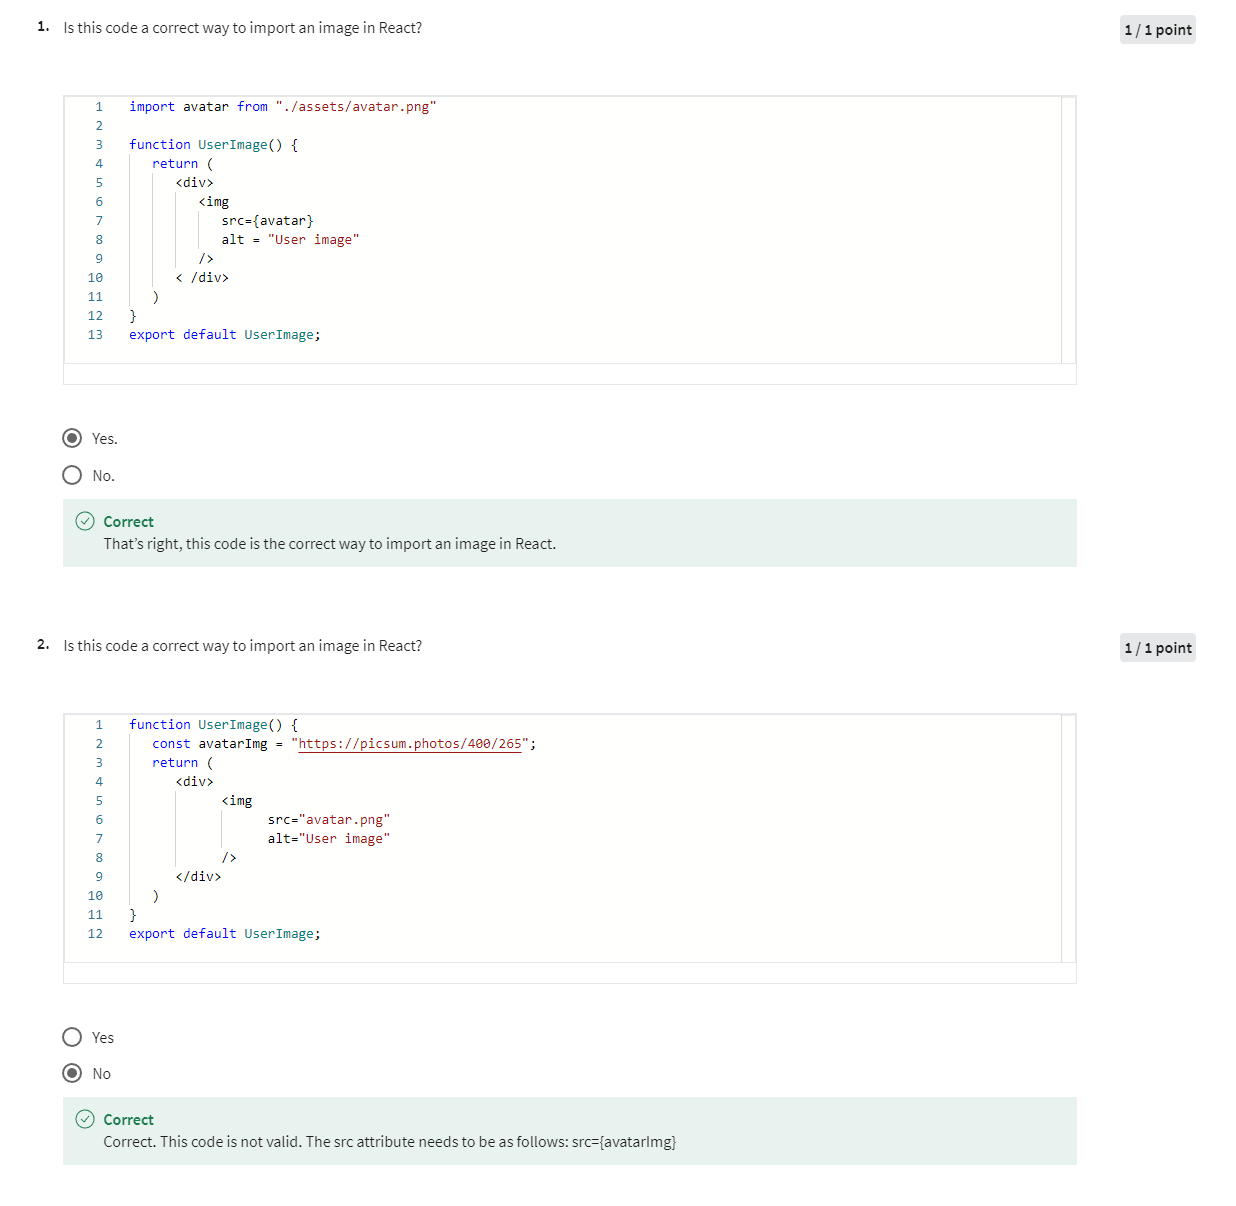 1. Is this code a correct way to import an image in React?
1 / 1 point
1 import avatar from "./assets/avatar.png"
2
3 function UserImage() {
4 return (
5 <div>
6 <img
7 src={avatar}
8 alt = "User image"
9 />
10 < /div>
11 )
12 }
13 export default UserImage;
Yes.
No.
Correct
That's right, this code is the correct way to import an image in React.
2. Is this code a correct way to import an image in React?
1 / 1 point
1 function UserImage() {
2 const avatarImg = "https://picsum.photos/400/265";
3 return (
4 <div>
5 <img
6 src="avatar.png"
7 alt="User image"
8 />
9 </div>
10 )
11 }
12 export default UserImage;
Yes
No
Correct
Correct. This code is not valid. The src attribute needs to be as follows: src={avatarImg}